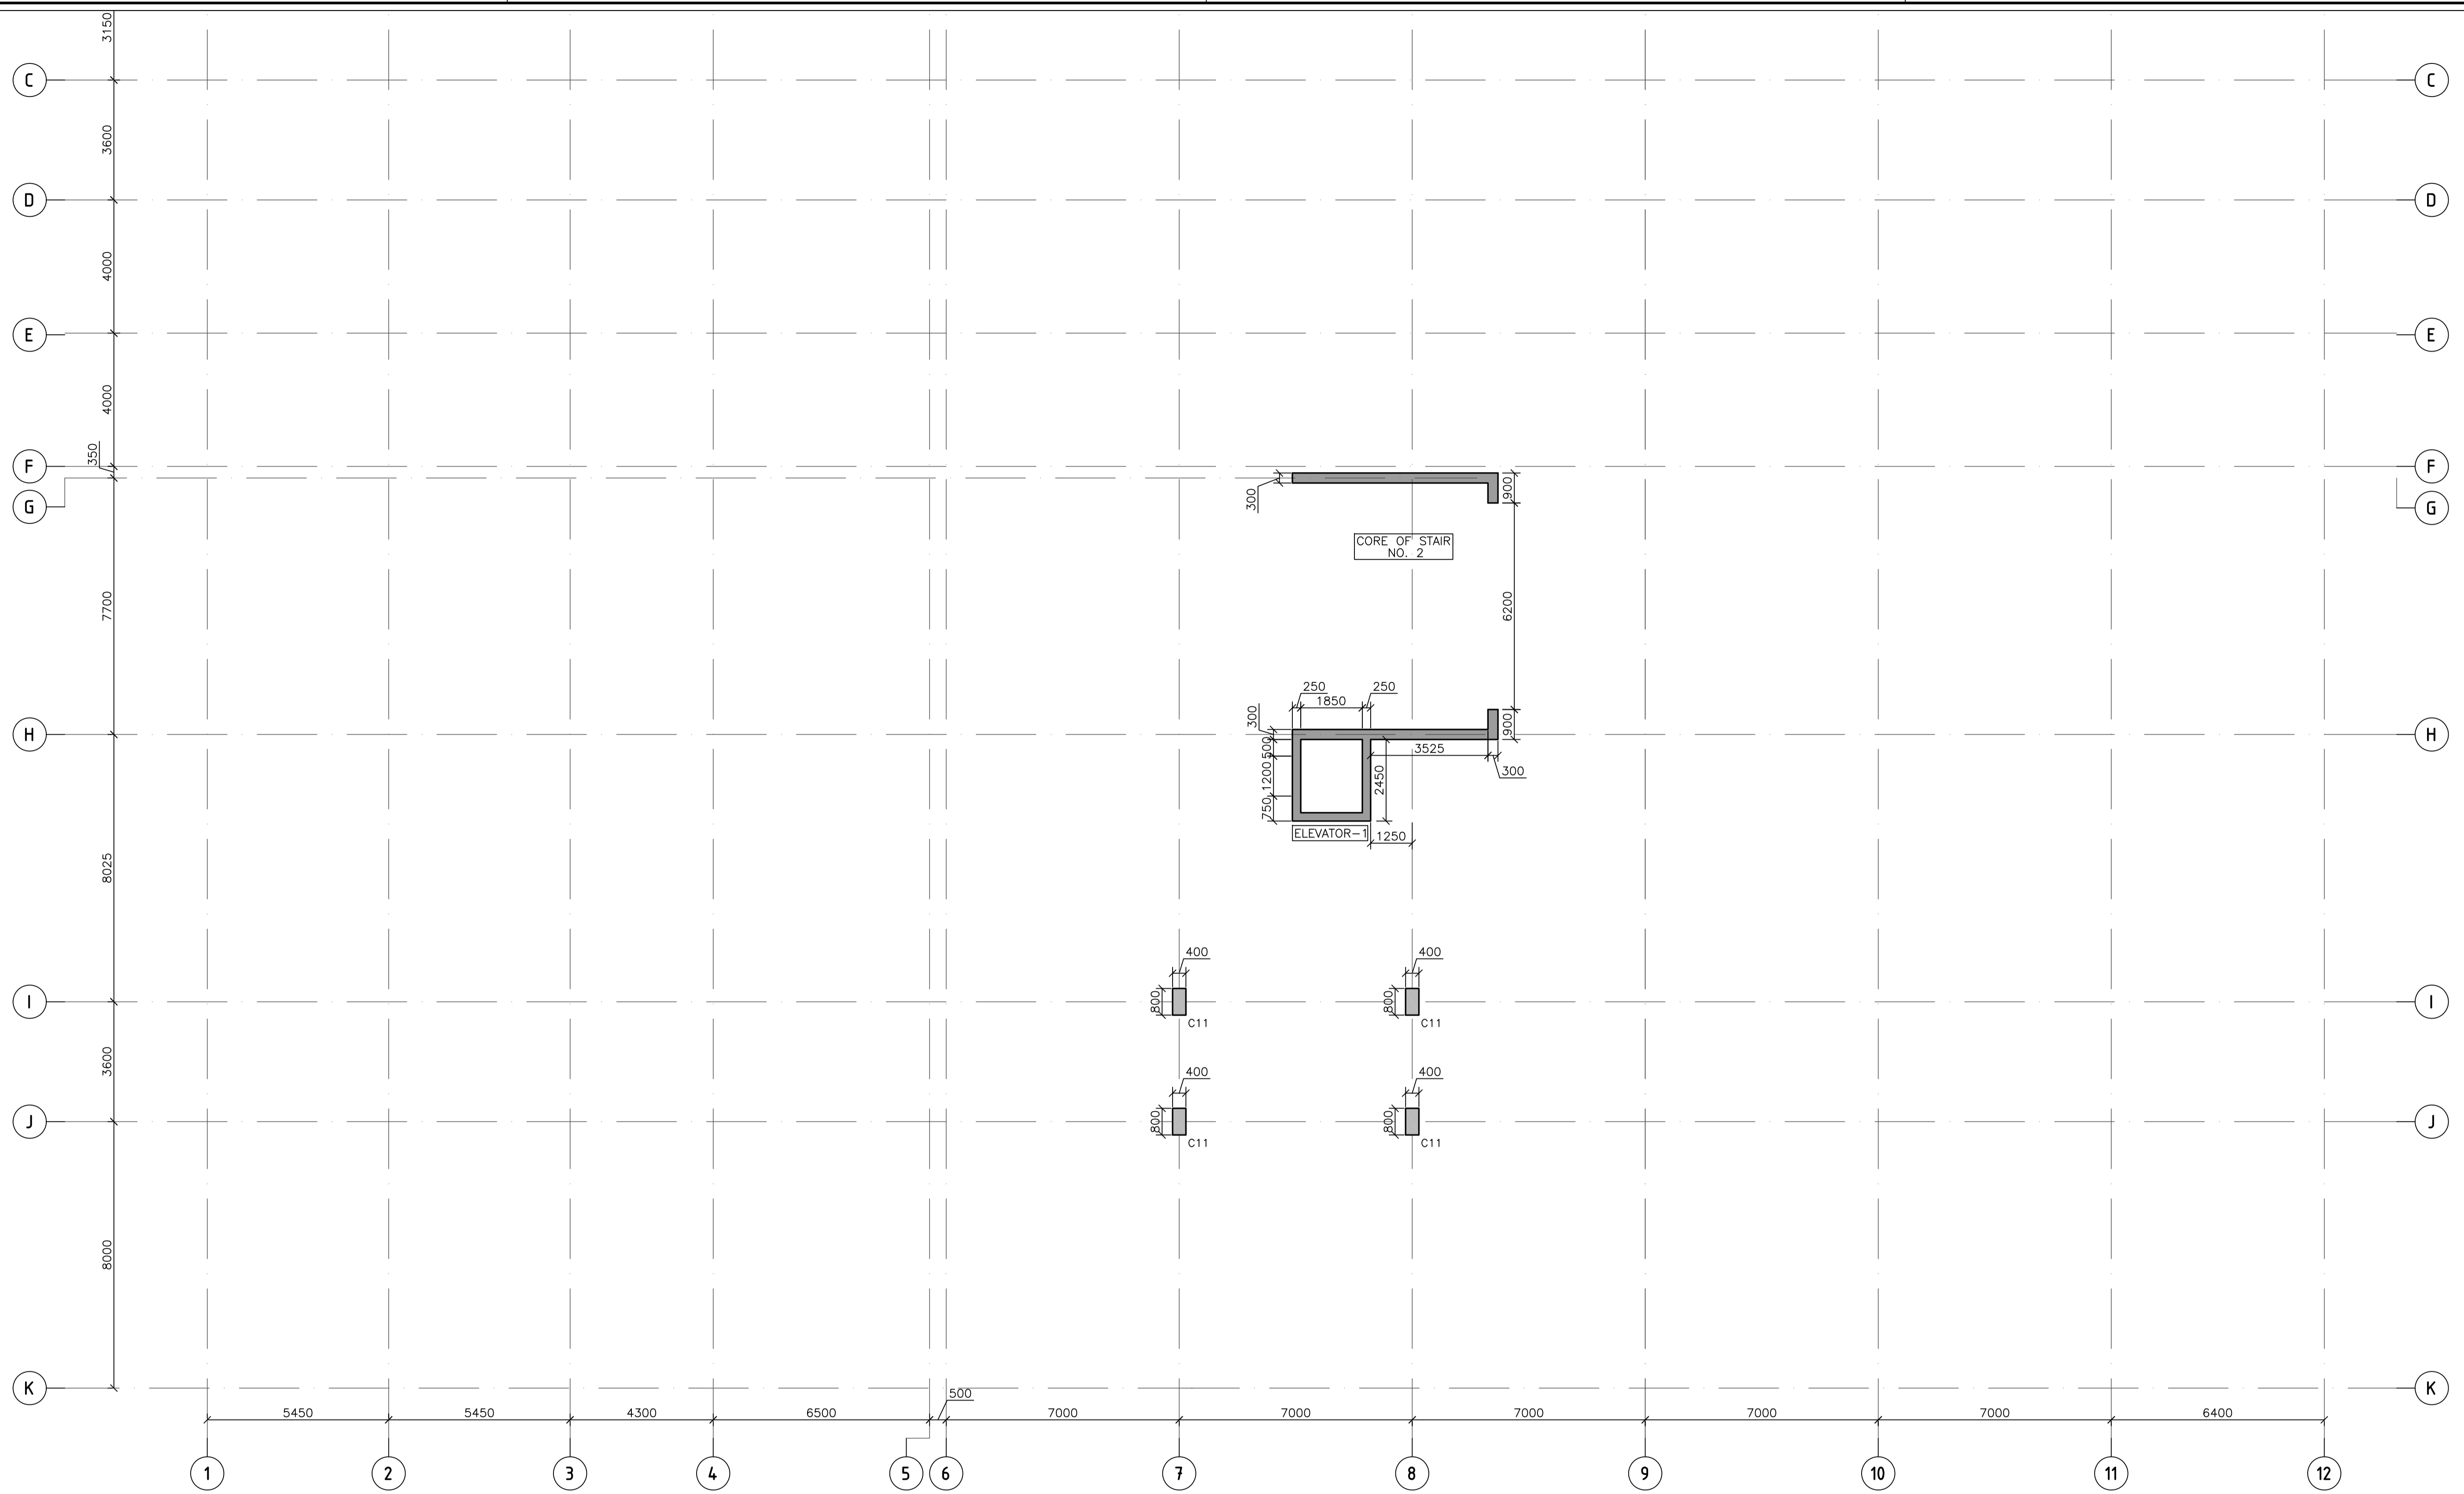 3150
C
C
3600
D
D
4000
E
E
4000
350
F
F
G
G
300
900
CORE OF STAIR
NO. 2
7700
6200
250
250
1850
300
900
H
H
500
3525
300
1200
2450
750
ELEVATOR-1
1250
8025
400
400
800
800
I
I
C11
C11
3600
400
400
800
800
J
J
C11
C11
8000
K
K
500
5450
5450
4300
6500
7000
7000
7000
7000
7000
6400
1
2
3
4
5
6
7
8
9
10
11
12